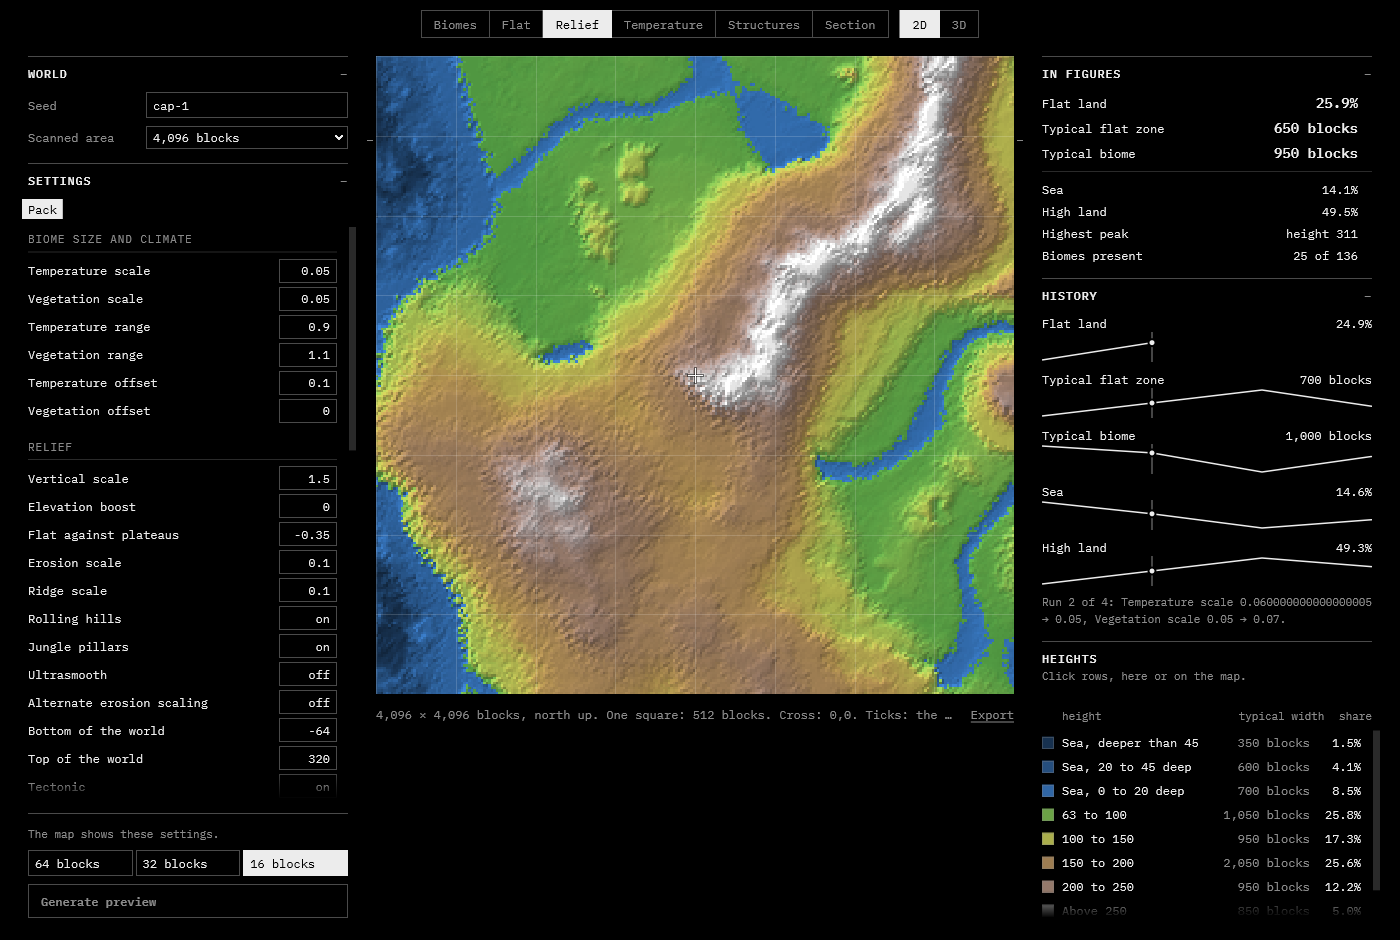 Biomes Flat Relief Temperature Structures Section 2D 3D
WORLD –
Seed cap-1
Scanned area 4,096 blocks
SETTINGS –
Pack
BIOME SIZE AND CLIMATE
Temperature scale 0.05
Vegetation scale 0.05
Temperature range 0.9
Vegetation range 1.1
Temperature offset 0.1
Vegetation offset 0
RELIEF
Vertical scale 1.5
Elevation boost 0
Flat against plateaus -0.35
Erosion scale 0.1
Ridge scale 0.1
Rolling hills on
Jungle pillars on
Ultrasmooth off
Alternate erosion scaling off
Bottom of the world -64
Top of the world 320
Tectonic on
The map shows these settings.
64 blocks 32 blocks 16 blocks
Generate preview
4,096 × 4,096 blocks, north up. One square: 512 blocks. Cross: 0,0. Ticks: the … Export
IN FIGURES –
Flat land 25.9%
Typical flat zone 650 blocks
Typical biome 950 blocks
Sea 14.1%
High land 49.5%
Highest peak height 311
Biomes present 25 of 136
HISTORY –
Flat land 24.9%
Typical flat zone 700 blocks
Typical biome 1,000 blocks
Sea 14.6%
High land 49.3%
Run 2 of 4: Temperature scale 0.060000000000000005
→ 0.05, Vegetation scale 0.05 → 0.07.
HEIGHTS
Click rows, here or on the map.
height typical width share
Sea, deeper than 45 350 blocks 1.5%
Sea, 20 to 45 deep 600 blocks 4.1%
Sea, 0 to 20 deep 700 blocks 8.5%
63 to 100 1,050 blocks 25.8%
100 to 150 950 blocks 17.3%
150 to 200 2,050 blocks 25.6%
200 to 250 950 blocks 12.2%
Above 250 850 blocks 5.0%